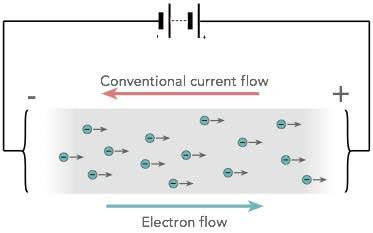 Conventional current flow
- +
Electron flow